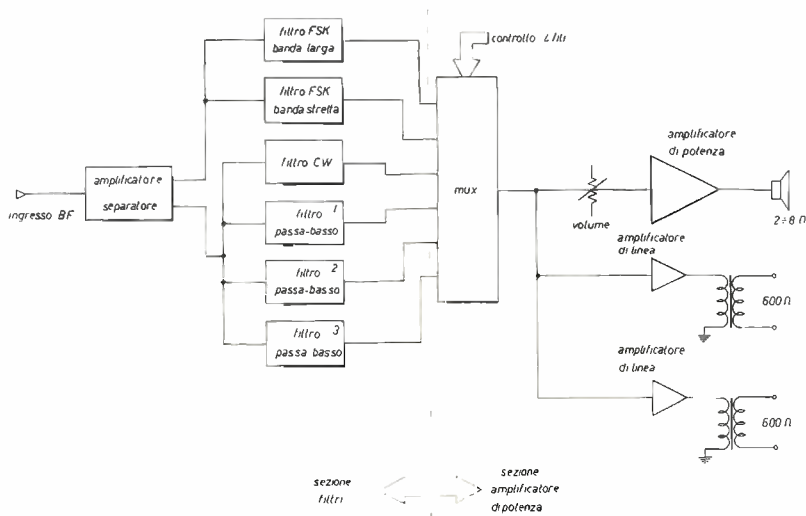 filtro FSK
banda larga
filtro FSK
banda stretta
filtro CW
filtro 1
passa-basso
filtro 2
passa-basso
filtro 3
passa basso
ingresso BF
amplificatore
separatore
controllo 4 fili
mux
volume
amplificatore
di potenza
2÷8 Ω
amplificatore
di linea
600 Ω
amplificatore
di linea
600 Ω
sezione
filtri
sezione
amplificatore
di potenza